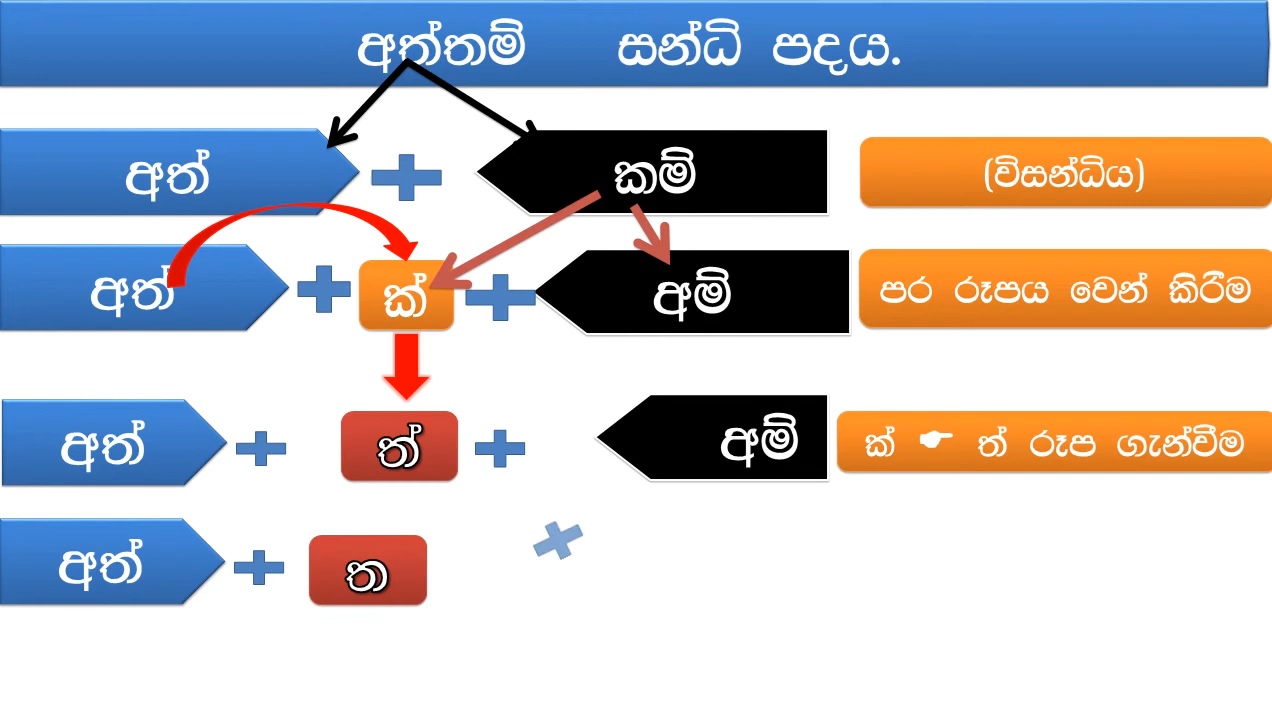 අත්තම් සන්ධි පදය.
අත් + කම් (විසන්ධිය)
අත් + ක් + අම් පර රූපය වෙන් කිරීම
අත් + ත් + අම් ක් ☛ ත් රූප ගැන්වීම
අත් + ත +